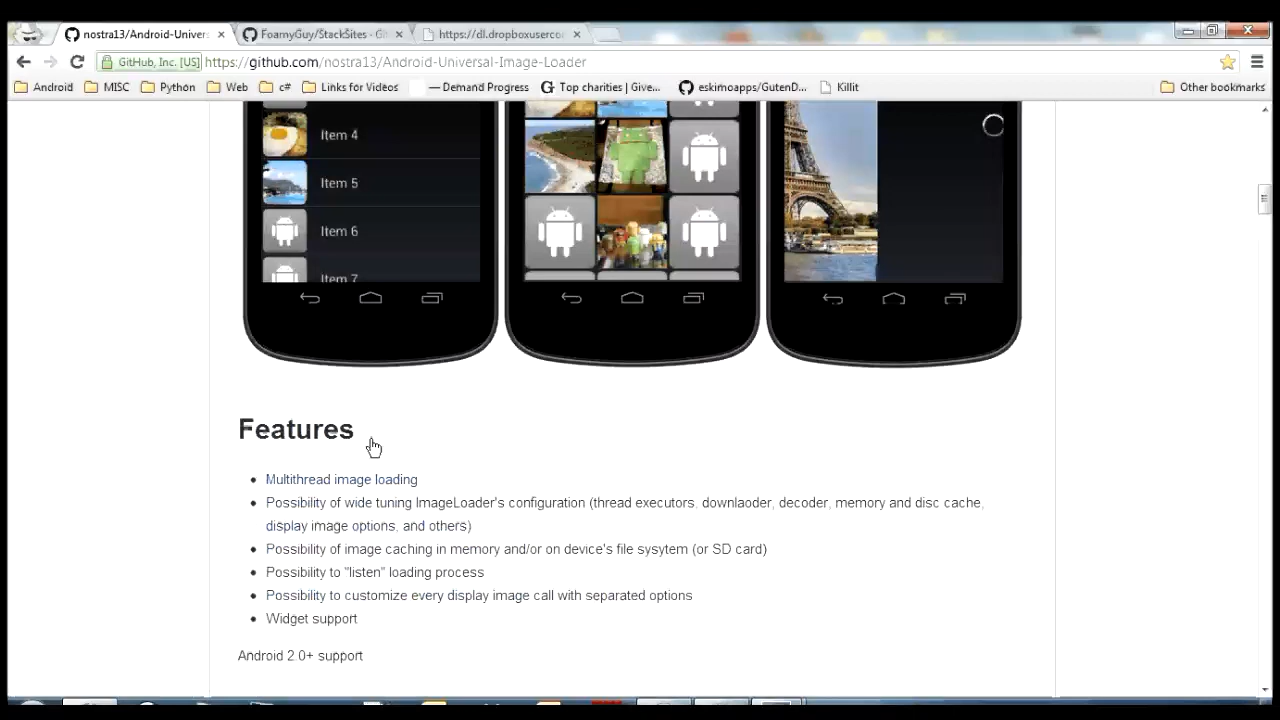 nostra13/Android-Univers
FoamyGuy/StackSites - Git
https://dl.dropboxuserco
GitHub, Inc. [US]
https://github.com/nostra13/Android-Universal-Image-Loader
Android
MISC
Python
Web
c#
Links for Videos
— Demand Progress
Top charities | Give...
eskimoapps/GutenD...
Killit
Other bookmarks
Item 4
Item 5
Item 6
Item 7
Features
Multithread image loading
Possibility of wide tuning ImageLoader's configuration (thread executors, downlaoder, decoder, memory and disc cache,
display image options, and others)
Possibility of image caching in memory and/or on device's file sysytem (or SD card)
Possibility to "listen" loading process
Possibility to customize every display image call with separated options
Widget support
Android 2.0+ support